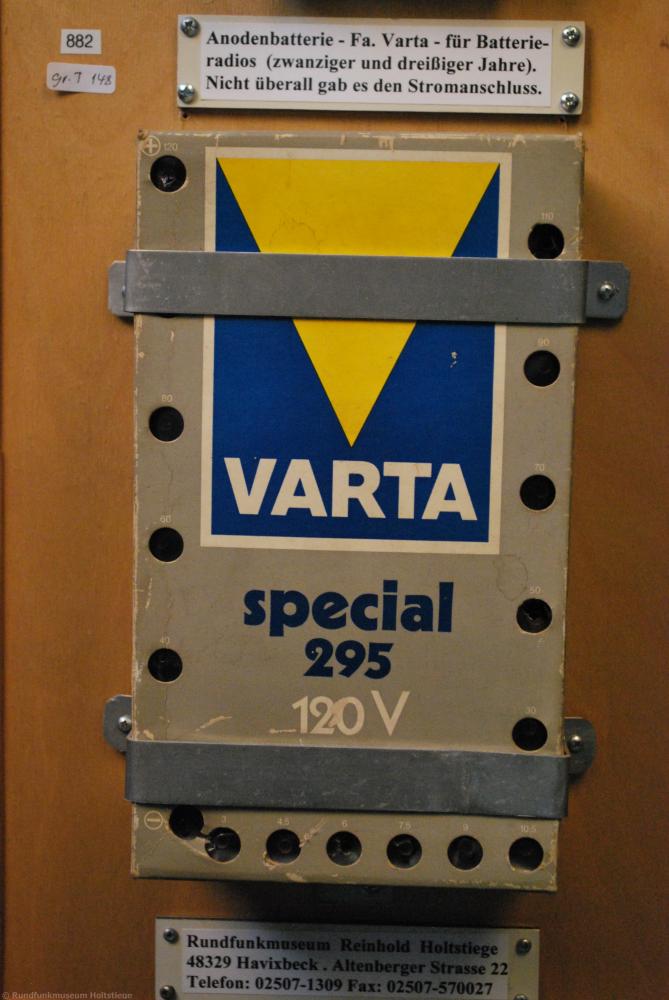 882
gr. T 148
Anodenbatterie - Fa. Varta - für Batterie-
radios (zwanziger und dreißiger Jahre).
Nicht überall gab es den Stromanschluss.
+ 120
110
90
80
70
60
50
40
30
VARTA
special
295
120 V
- 3 4,5 6 7,5 9 10,5
Rundfunkmuseum Reinhold Holtstiege
48329 Havixbeck . Altenberger Strasse 22
Telefon: 02507-1309 Fax: 02507-570027
© Rundfunkmuseum Holtstiege